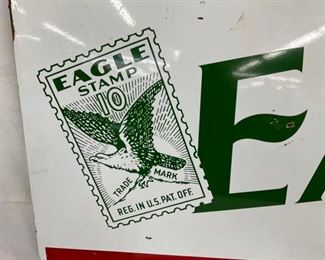 EAGLE
STAMP
10
TRADE MARK
REG. IN U.S. PAT. OFF.
EA